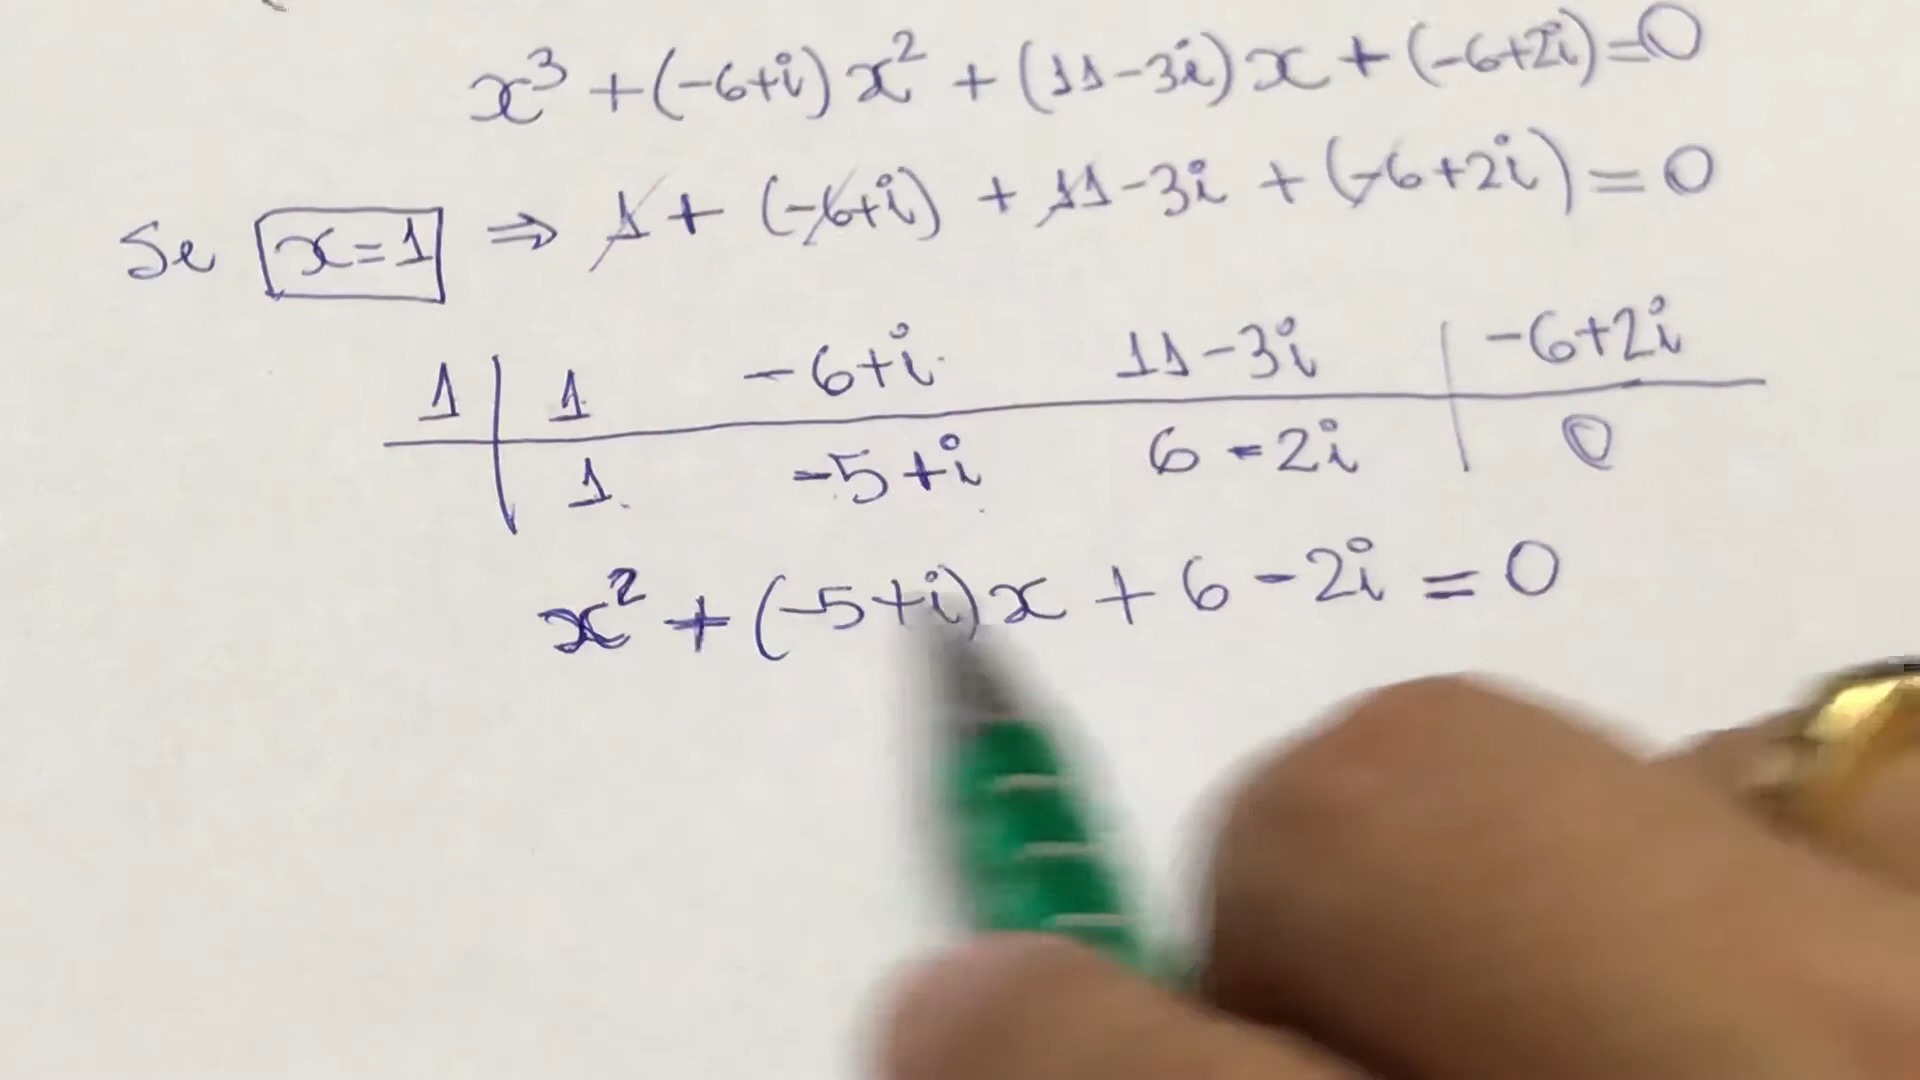 x³ + (-6+i) x² + (11-3i) x + (-6+2i) = 0
Se x=1 ⇒ 1 + (-6+i) + 11-3i + (-6+2i) = 0
1 | 1 -6+i 11-3i | -6+2i
1 -5+i 6-2i | 0
x² + (-5+i)x + 6-2i = 0